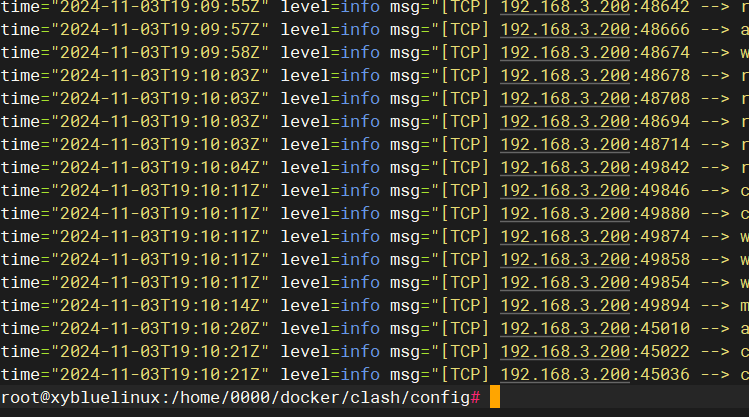 time="2024-11-03T19:09:55Z" level=info msg="[TCP] 192.168.3.200:48642 --> r
time="2024-11-03T19:09:57Z" level=info msg="[TCP] 192.168.3.200:48666 --> a
time="2024-11-03T19:09:58Z" level=info msg="[TCP] 192.168.3.200:48674 --> w
time="2024-11-03T19:10:03Z" level=info msg="[TCP] 192.168.3.200:48678 --> r
time="2024-11-03T19:10:03Z" level=info msg="[TCP] 192.168.3.200:48708 --> r
time="2024-11-03T19:10:03Z" level=info msg="[TCP] 192.168.3.200:48694 --> r
time="2024-11-03T19:10:03Z" level=info msg="[TCP] 192.168.3.200:48714 --> r
time="2024-11-03T19:10:04Z" level=info msg="[TCP] 192.168.3.200:49842 --> r
time="2024-11-03T19:10:11Z" level=info msg="[TCP] 192.168.3.200:49846 --> c
time="2024-11-03T19:10:11Z" level=info msg="[TCP] 192.168.3.200:49880 --> c
time="2024-11-03T19:10:11Z" level=info msg="[TCP] 192.168.3.200:49874 --> w
time="2024-11-03T19:10:11Z" level=info msg="[TCP] 192.168.3.200:49858 --> w
time="2024-11-03T19:10:11Z" level=info msg="[TCP] 192.168.3.200:49854 --> w
time="2024-11-03T19:10:14Z" level=info msg="[TCP] 192.168.3.200:49894 --> m
time="2024-11-03T19:10:20Z" level=info msg="[TCP] 192.168.3.200:45010 --> a
time="2024-11-03T19:10:21Z" level=info msg="[TCP] 192.168.3.200:45022 --> c
time="2024-11-03T19:10:21Z" level=info msg="[TCP] 192.168.3.200:45036 --> c
root@xybluelinux:/home/0000/docker/clash/config#